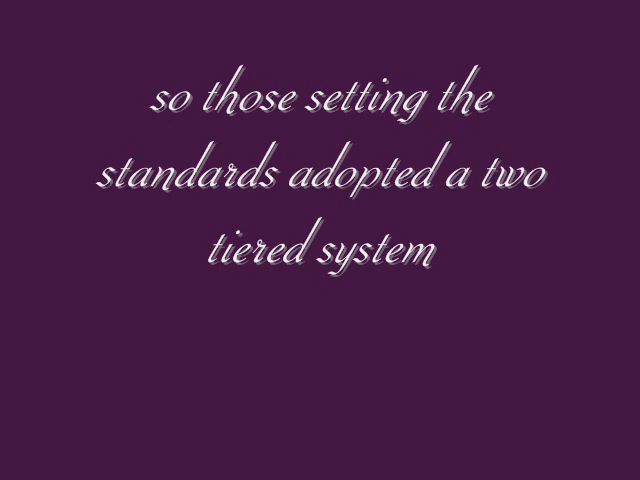 so those setting the
standards adopted a two
tiered system